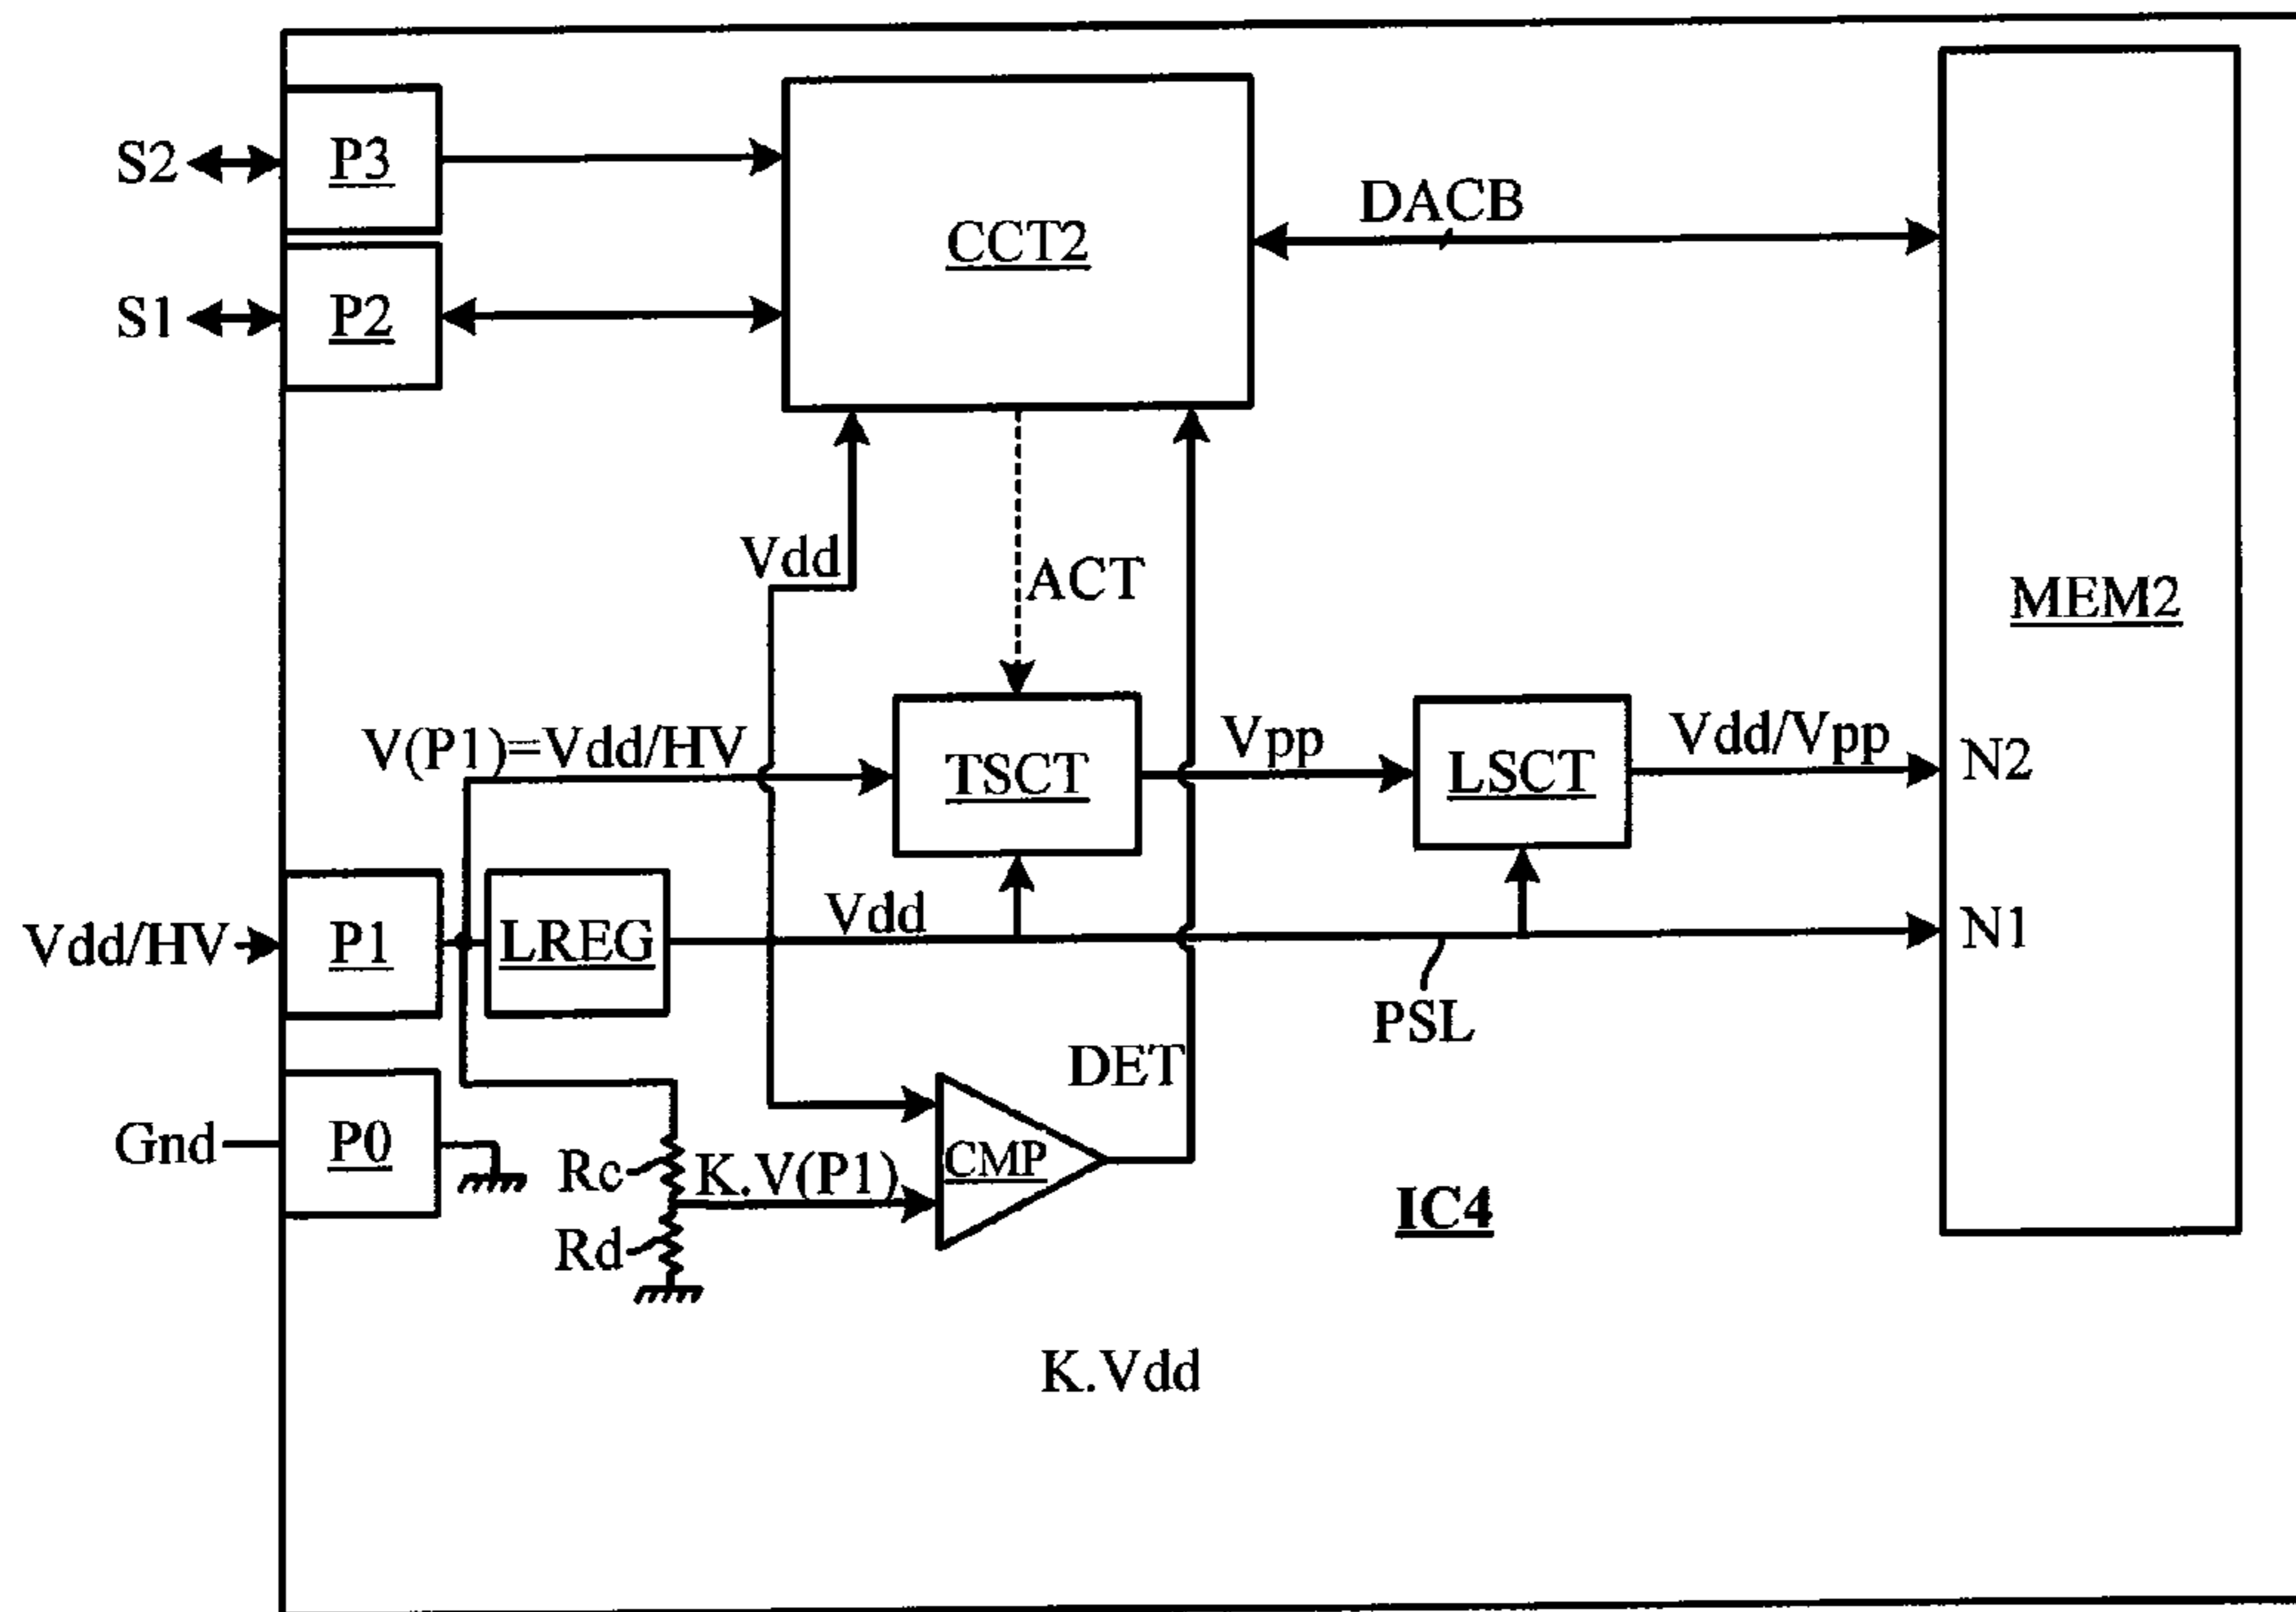 S2
P3
CCT2
DACB
S1
P2
Vdd
ACT
MEM2
V(P1)=Vdd/HV
TSCT
Vpp
LSCT
Vdd/Vpp
N2
Vdd/HV
P1
LREG
Vdd
N1
PSL
DET
Gnd
P0
Rc
K.V(P1)
CMP
Rd
IC4
K.Vdd